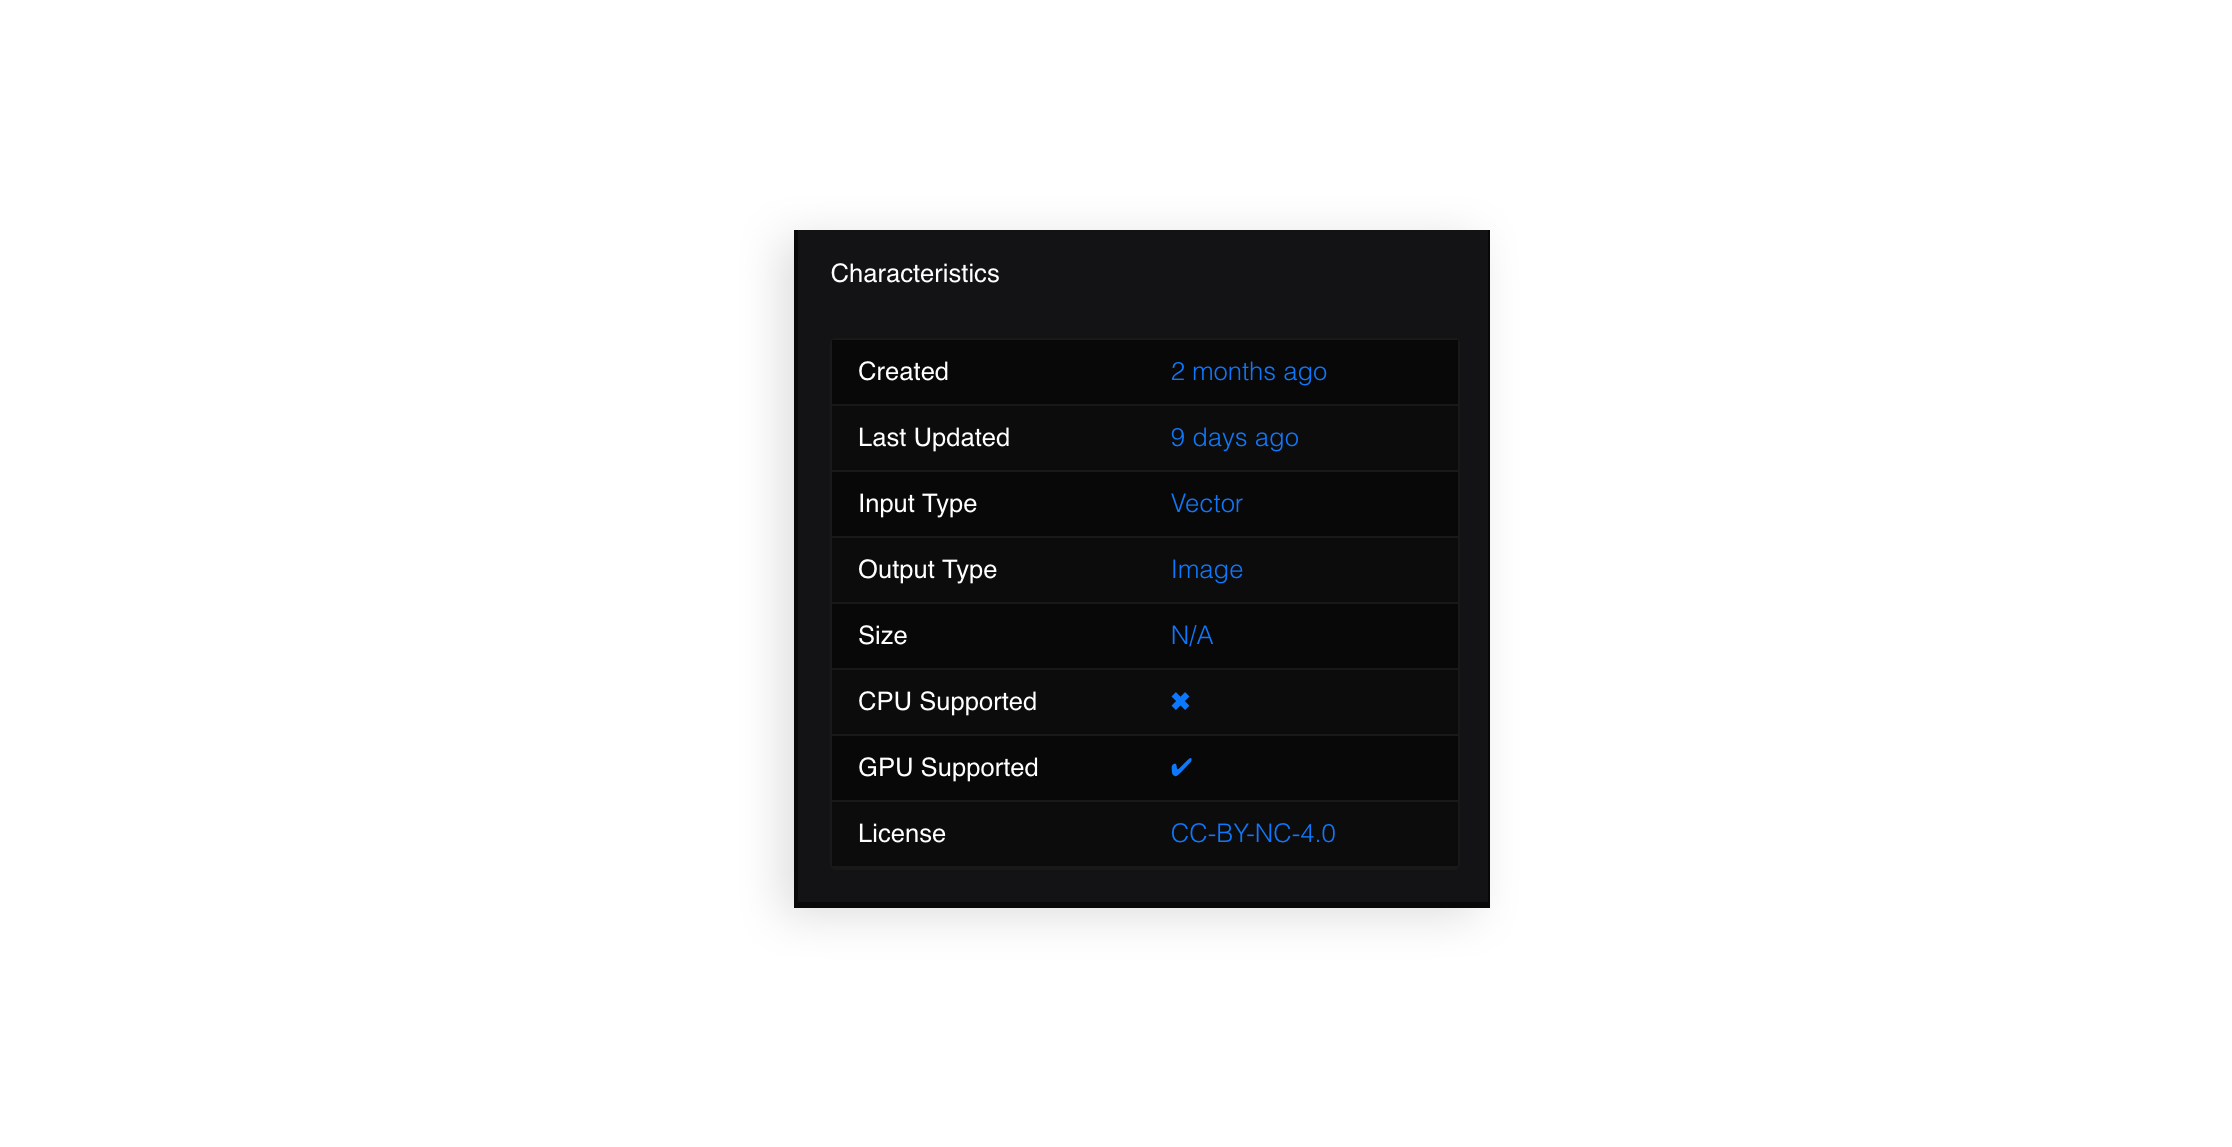 Characteristics
Created 2 months ago
Last Updated 9 days ago
Input Type Vector
Output Type Image
Size N/A
CPU Supported ✖
GPU Supported ✔
License CC-BY-NC-4.0